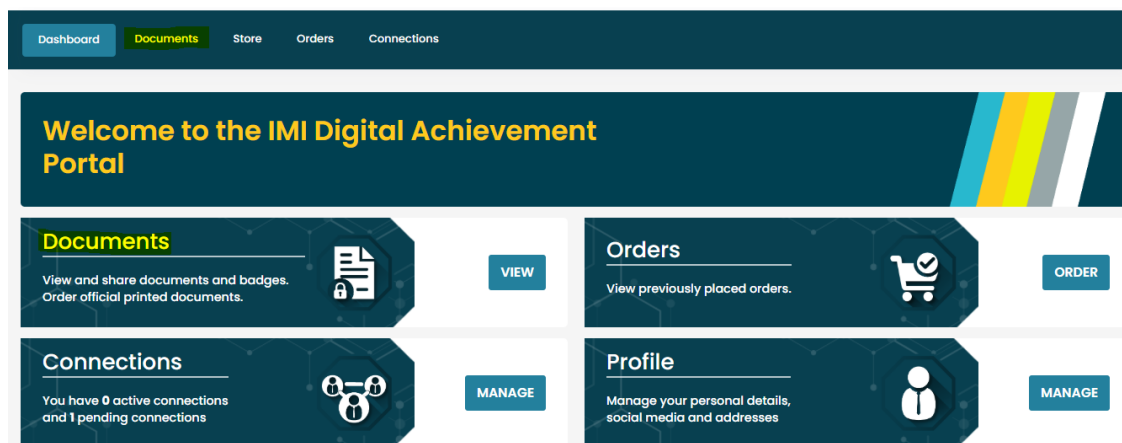 Dashboard Documents Store Orders Connections
Welcome to the IMI Digital Achievement
Portal
Documents
View and share documents and badges.
Order official printed documents.
VIEW
Orders
View previously placed orders.
ORDER
Connections
You have 0 active connections
and 1 pending connections
MANAGE
Profile
Manage your personal details,
social media and addresses
MANAGE